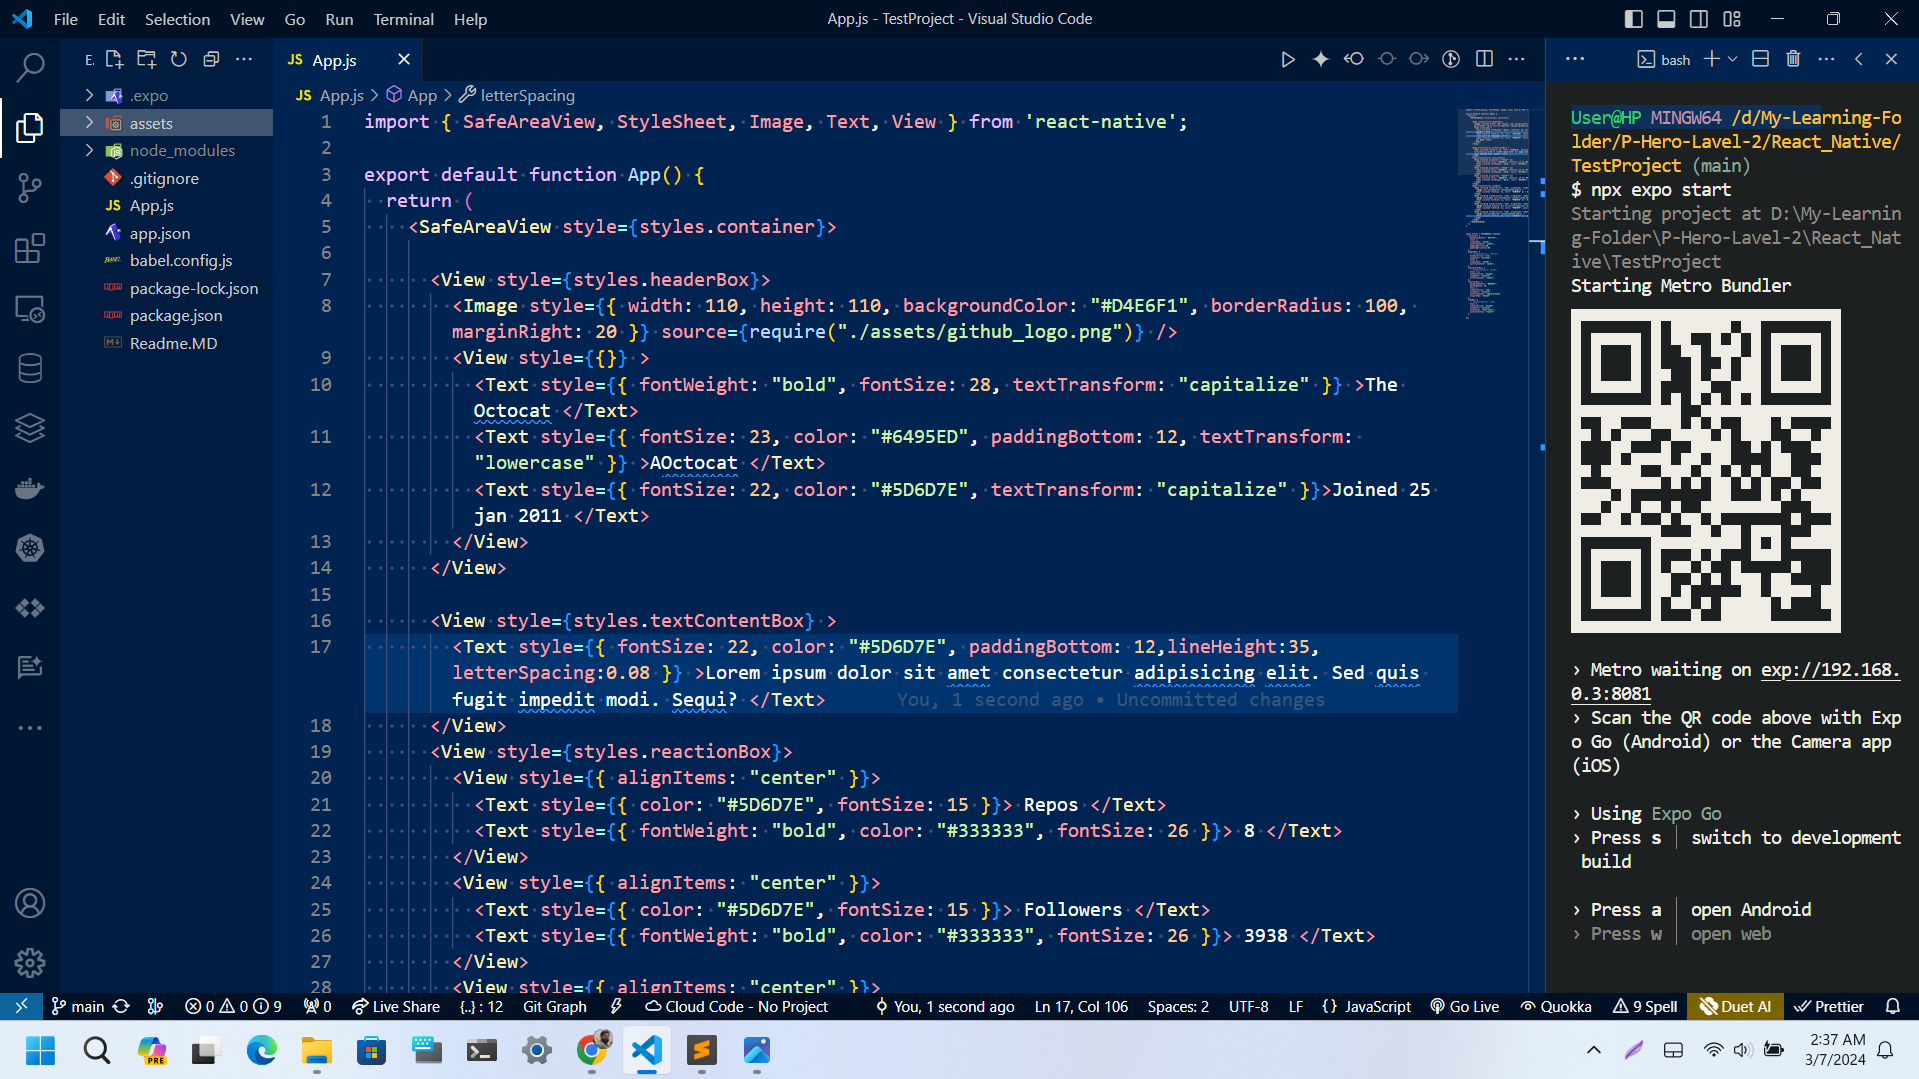 File Edit Selection View Go Run Terminal Help
App.js - TestProject - Visual Studio Code
E.
.expo
assets
node_modules
.gitignore
JS App.js
app.json
babel.config.js
package-lock.json
package.json
Readme.MD
JS App.js
JS App.js > App > letterSpacing
1 import { SafeAreaView, StyleSheet, Image, Text, View } from 'react-native';
2
3 export default function App() {
4 return (
5 <SafeAreaView style={styles.container}>
6
7 <View style={styles.headerBox}>
8 <Image style={{ width: 110, height: 110, backgroundColor: "#D4E6F1", borderRadius: 100,
marginRight: 20 }} source={require("./assets/github_logo.png")} />
9 <View style={{}} >
10 <Text style={{ fontWeight: "bold", fontSize: 28, textTransform: "capitalize" }} >The
Octocat </Text>
11 <Text style={{ fontSize: 23, color: "#6495ED", paddingBottom: 12, textTransform:
"lowercase" }} >AOctocat </Text>
12 <Text style={{ fontSize: 22, color: "#5D6D7E", textTransform: "capitalize" }}>Joined 25
jan 2011 </Text>
13 </View>
14 </View>
15
16 <View style={styles.textContentBox} >
17 <Text style={{ fontSize: 22, color: "#5D6D7E", paddingBottom: 12,lineHeight:35,
letterSpacing:0.08 }} >Lorem ipsum dolor sit amet consectetur adipisicing elit. Sed quis
fugit impedit modi. Sequi? </Text> You, 1 second ago • Uncommitted changes
18 </View>
19 <View style={styles.reactionBox}>
20 <View style={{ alignItems: "center" }}>
21 <Text style={{ color: "#5D6D7E", fontSize: 15 }}> Repos </Text>
22 <Text style={{ fontWeight: "bold", color: "#333333", fontSize: 26 }}> 8 </Text>
23 </View>
24 <View style={{ alignItems: "center" }}>
25 <Text style={{ color: "#5D6D7E", fontSize: 15 }}> Followers </Text>
26 <Text style={{ fontWeight: "bold", color: "#333333", fontSize: 26 }}> 3938 </Text>
27 </View>
28 <View style={{ alignItems: "center" }}>
bash
User@HP MINGW64 /d/My-Learning-Fo
lder/P-Hero-Lavel-2/React_Native/
TestProject (main)
$ npx expo start
Starting project at D:\My-Learnin
g-Folder\P-Hero-Lavel-2\React_Nat
ive\TestProject
Starting Metro Bundler
› Metro waiting on exp://192.168.
0.3:8081
› Scan the QR code above with Exp
o Go (Android) or the Camera app
(iOS)
› Using Expo Go
› Press s │ switch to development
build
› Press a │ open Android
› Press w │ open web
main 0 0 9 0 Live Share {..} : 12 Git Graph Cloud Code - No Project You, 1 second ago Ln 17, Col 106 Spaces: 2 UTF-8 LF {} JavaScript Go Live Quokka 9 Spell Duet AI Prettier
PRE
2:37 AM
3/7/2024